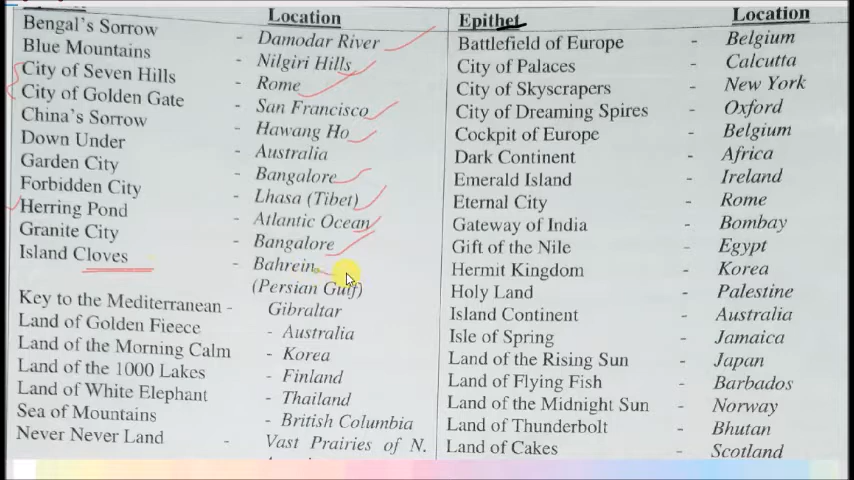 Location
Bengal's Sorrow - Damodar River
Blue Mountains - Nilgiri Hills
City of Seven Hills - Rome
City of Golden Gate - San Francisco
China's Sorrow - Hawang Ho
Down Under - Australia
Garden City - Bangalore
Forbidden City - Lhasa (Tibet)
Herring Pond - Atlantic Ocean
Granite City - Bangalore
Island Cloves - Bahrein
(Persian Gulf)
Key to the Mediterranean - Gibraltar
Land of Golden Fieece - Australia
Land of the Morning Calm - Korea
Land of the 1000 Lakes - Finland
Land of White Elephant - Thailand
Sea of Mountains - British Columbia
Never Never Land - Vast Prairies of N.
Epithet Location
Battlefield of Europe - Belgium
City of Palaces - Calcutta
City of Skyscrapers - New York
City of Dreaming Spires - Oxford
Cockpit of Europe - Belgium
Dark Continent - Africa
Emerald Island - Ireland
Eternal City - Rome
Gateway of India - Bombay
Gift of the Nile - Egypt
Hermit Kingdom - Korea
Holy Land - Palestine
Island Continent - Australia
Isle of Spring - Jamaica
Land of the Rising Sun - Japan
Land of Flying Fish - Barbados
Land of the Midnight Sun - Norway
Land of Thunderbolt - Bhutan
Land of Cakes - Scotland